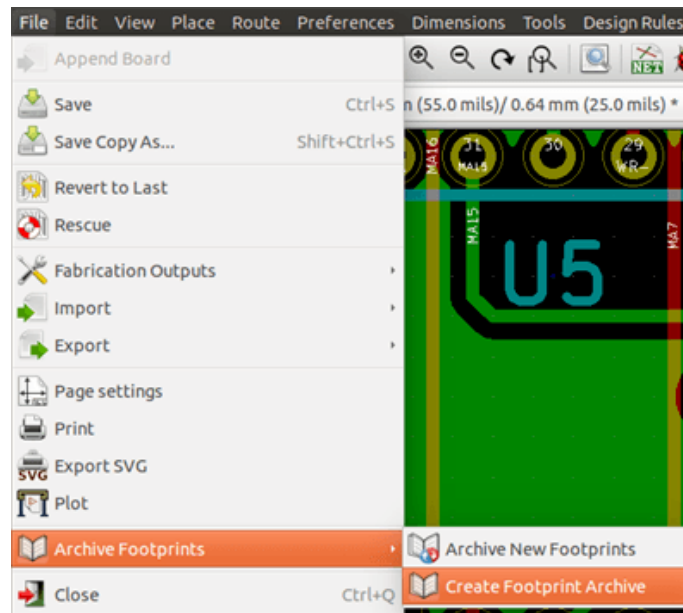 File Edit View Place Route Preferences Dimensions Tools Design Rules
Append Board
NET
Save Ctrl+S
(55.0 mils)/ 0.64 mm (25.0 mils) *
Save Copy As... Shift+Ctrl+S
31 30 29
MA16 MA15 WR-
Revert to Last
Rescue
MA15 MA7
U5
Fabrication Outputs
Import
Export
Page settings
Print
Export SVG
SVG
Plot
Archive Footprints
Archive New Footprints
Create Footprint Archive
Close Ctrl+Q